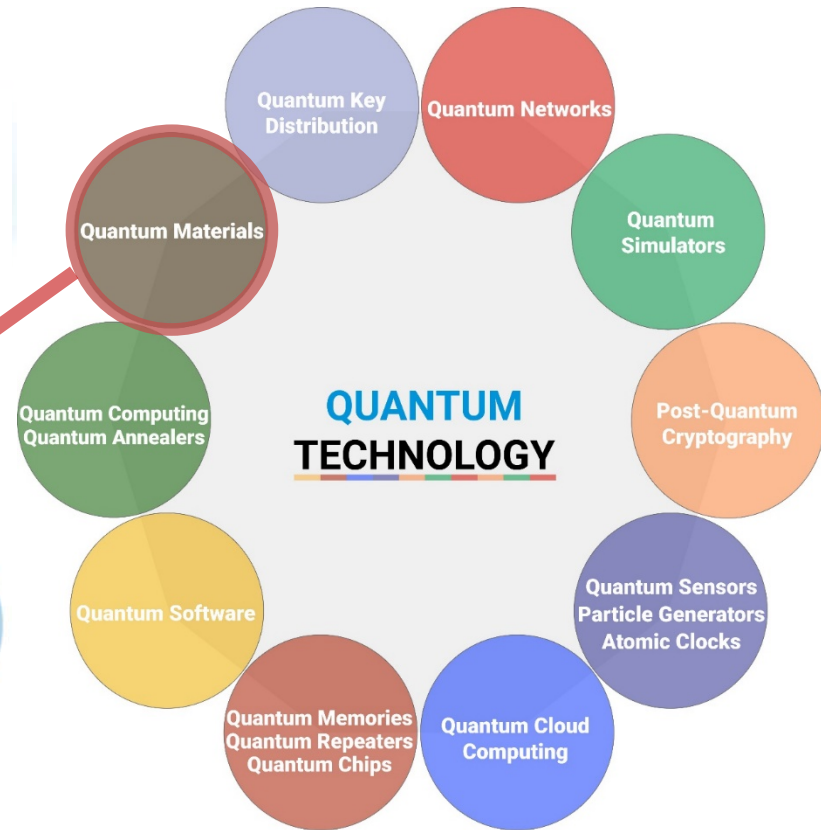 Quantum Key
Distribution
Quantum Networks
Quantum Materials
Quantum
Simulators
Quantum Computing
Quantum Annealers
QUANTUM
TECHNOLOGY
Post-Quantum
Cryptography
Quantum Software
Quantum Sensors
Particle Generators
Atomic Clocks
Quantum Memories
Quantum Repeaters
Quantum Chips
Quantum Cloud
Computing